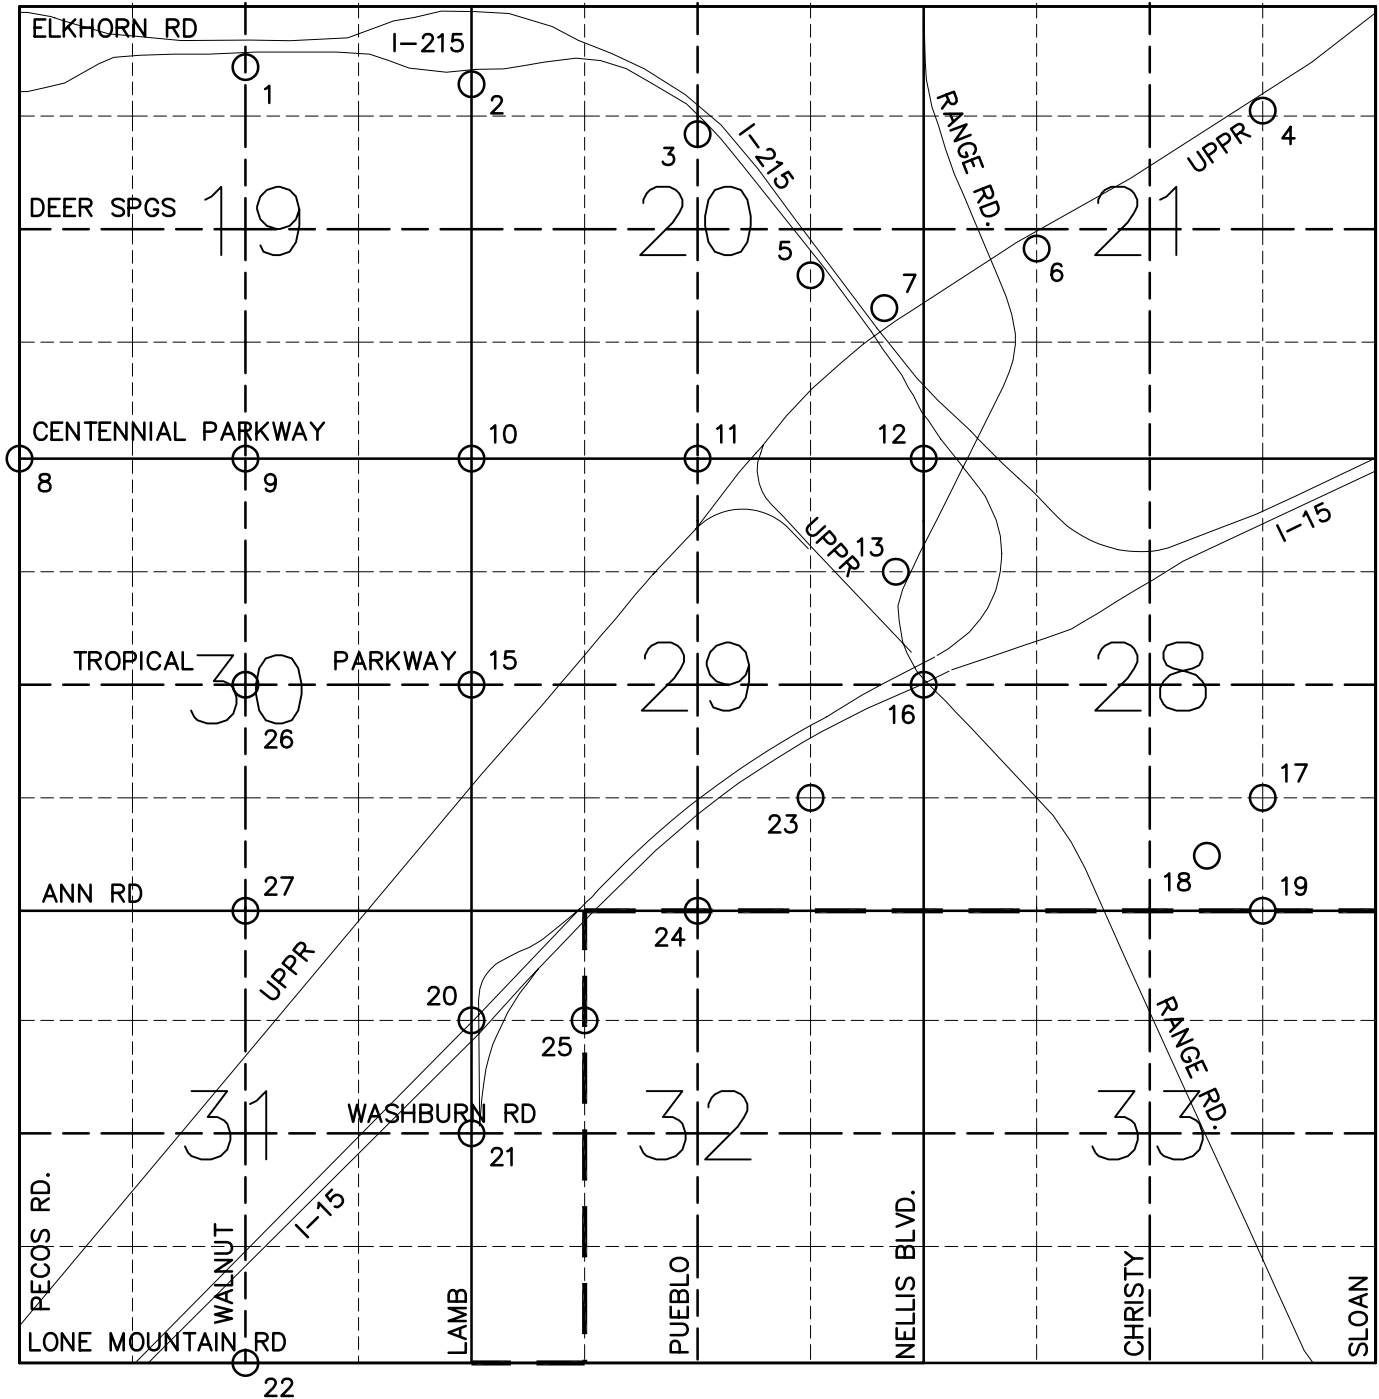 ELKHORN RD
I-215
1
2
3
I-215
RANGE RD.
UPPR
4
DEER SPGS
19
20
21
5
6
7
CENTENNIAL PARKWAY
8
9
10
11
12
I-15
UPPR
13
TROPICAL PARKWAY
30
15
29
28
16
26
17
23
18
ANN RD
27
24
19
UPPR
20
25
RANGE RD.
31
WASHBURN RD
32
33
21
I-15
PECOS RD.
WALNUT
LAMB
PUEBLO
NELLIS BLVD.
CHRISTY
SLOAN
LONE MOUNTAIN RD
22